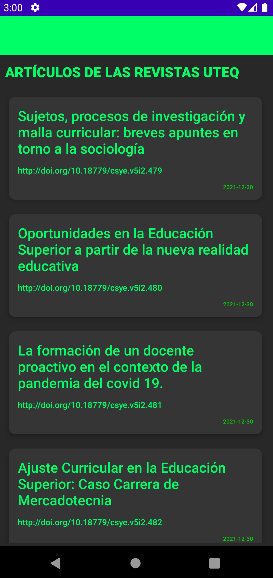 3:00
ARTÍCULOS DE LAS REVISTAS UTEQ
Sujetos, procesos de investigación y
malla curricular: breves apuntes en
torno a la sociología
http://doi.org/10.18779/csye.v5i2.479
2021-12-30
Oportunidades en la Educación
Superior a partir de la nueva realidad
educativa
http://doi.org/10.18779/csye.v5i2.480
2021-12-30
La formación de un docente
proactivo en el contexto de la
pandemia del covid 19.
http://doi.org/10.18779/csye.v5i2.481
2021-12-30
Ajuste Curricular en la Educación
Superior: Caso Carrera de
Mercadotecnia
http://doi.org/10.18779/csye.v5i2.482
2021-12-30